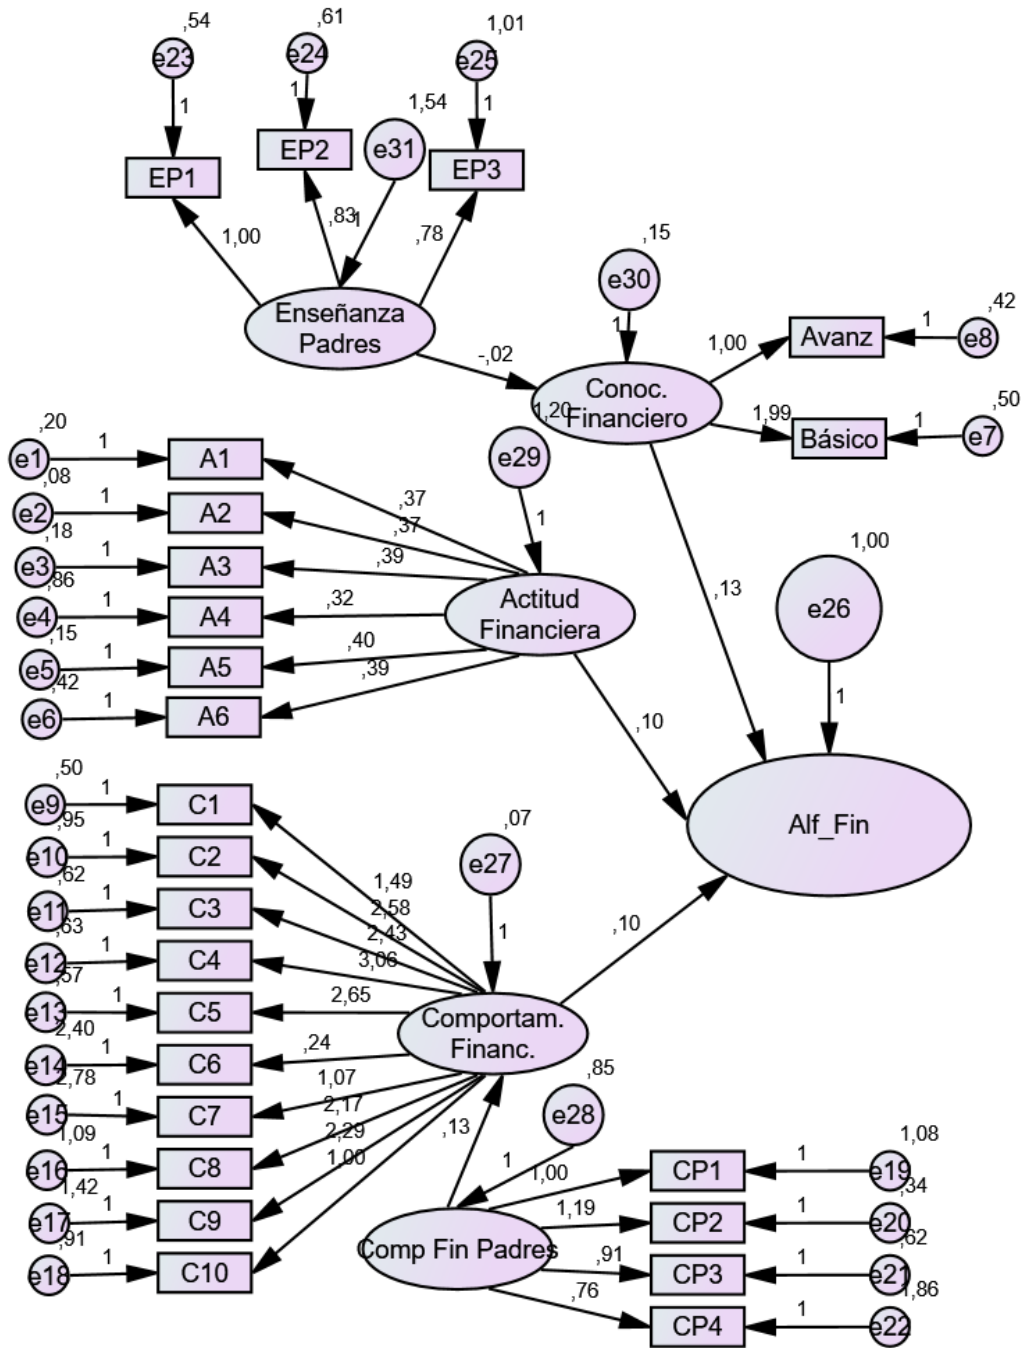 ,54
,61
1,01
e23
e24
e25
1
1
1
1,54
e31
EP1
EP2
EP3
1,00
,83
1
,78
Enseñanza
Padres
-,02
,15
e30
1
,42
e8
1
Avanz
1,00
Conoc.
Financiero
1,99
Básico
1
,50
e7
1,20
e29
1
,20
e1
1
A1
,37
,08
e2
1
A2
,37
,18
e3
1
A3
,39
,86
e4
1
A4
,32
,15
e5
1
A5
,40
,42
e6
1
A6
,39
Actitud
Financiera
,13
,10
1,00
e26
1
Alf_Fin
,50
e9
1
C1
1,49
,95
e10
1
C2
2,58
,62
e11
1
C3
2,43
,63
e12
1
C4
3,06
,57
e13
1
C5
2,65
2,40
e14
1
C6
,24
2,78
e15
1
C7
1,07
1,09
e16
1
C8
2,17
1,42
e17
1
C9
2,29
,91
e18
1
C10
1,00
,07
e27
1
Comportam.
Financ.
,10
,13
,85
e28
1
Comp Fin Padres
1,00
CP1
1
1,08
e19
1,19
CP2
1
,34
e20
,91
CP3
1
,62
e21
,76
CP4
1
1,86
e22